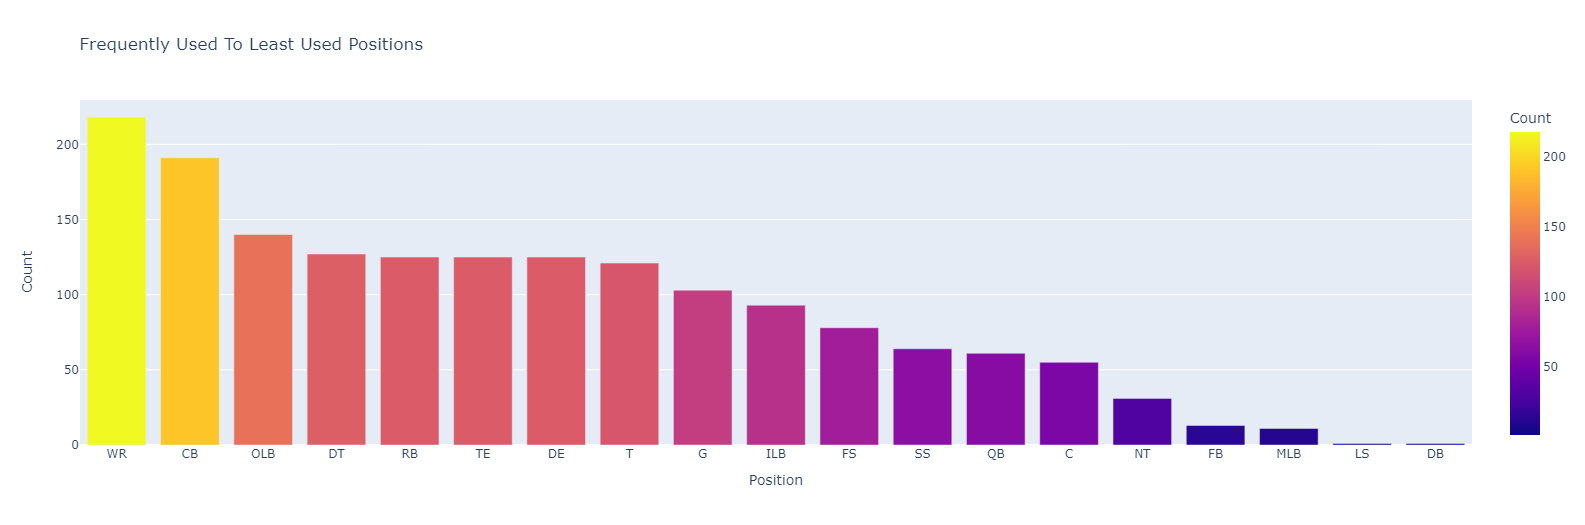 Frequently Used To Least Used Positions
Count
200
150
100
50
0
WR CB OLB DT RB TE DE T G ILB FS SS QB C NT FB MLB LS DB
Position
Count
200
150
100
50